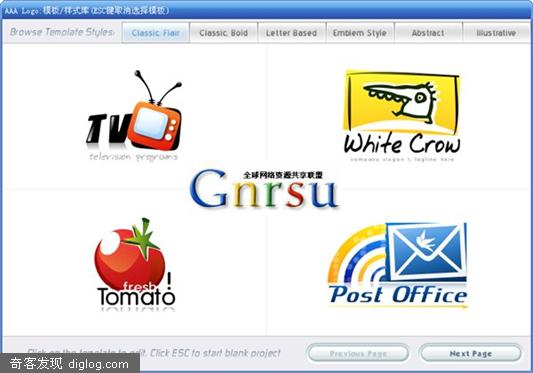 AAA Logo:模板/样式库(ESC键取消选择模板)
Browse Template Styles: Classic, Flair Classic, Bold Letter Based Emblem Style Abstract Illustrative
TV
television programs
White Crow
company slogan & tagline here
全球网络资源共享联盟
Gnrsu
fresh!
Tomato
Post Office
Click on the template to edit. Click ESC to start blank project
Previous Page Next Page
奇客发现 diglog.com